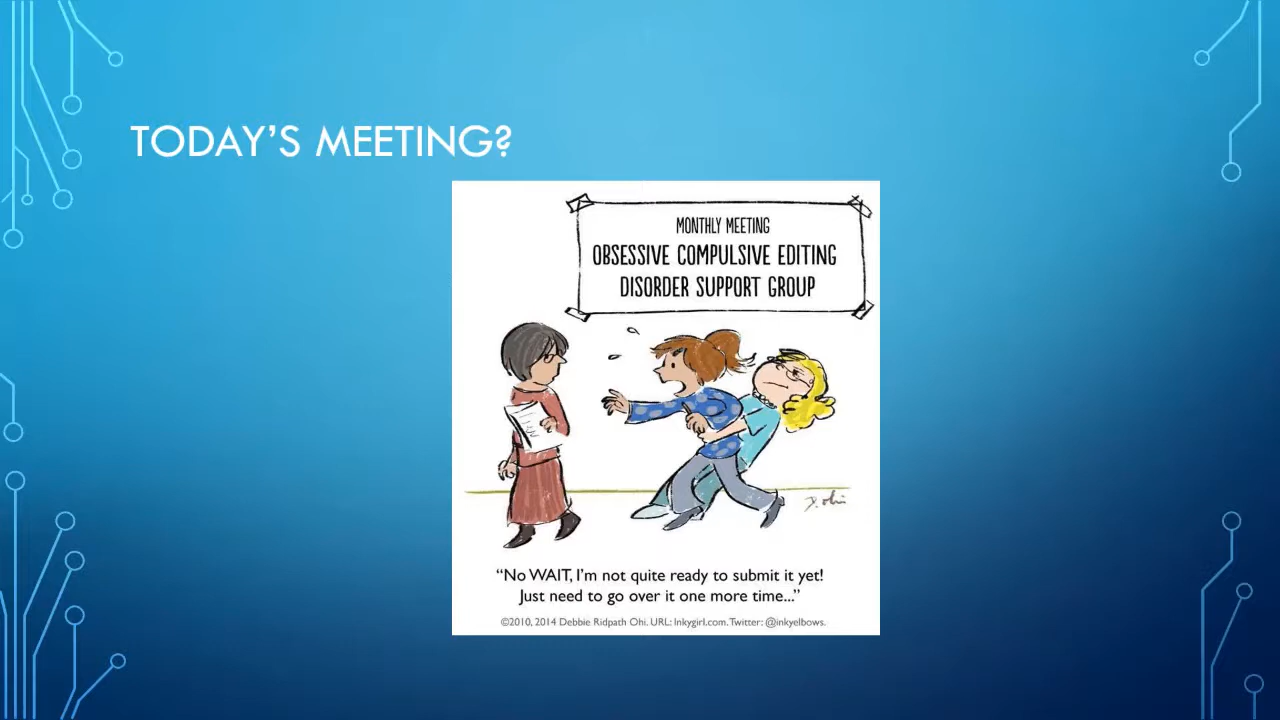 TODAY’S MEETING?
MONTHLY MEETING
OBSESSIVE COMPULSIVE EDITING
DISORDER SUPPORT GROUP
D. Ohi
“No WAIT, I’m not quite ready to submit it yet!
Just need to go over it one more time...”
©2010, 2014 Debbie Ridpath Ohi. URL: Inkygirl.com. Twitter: @inkyelbows.